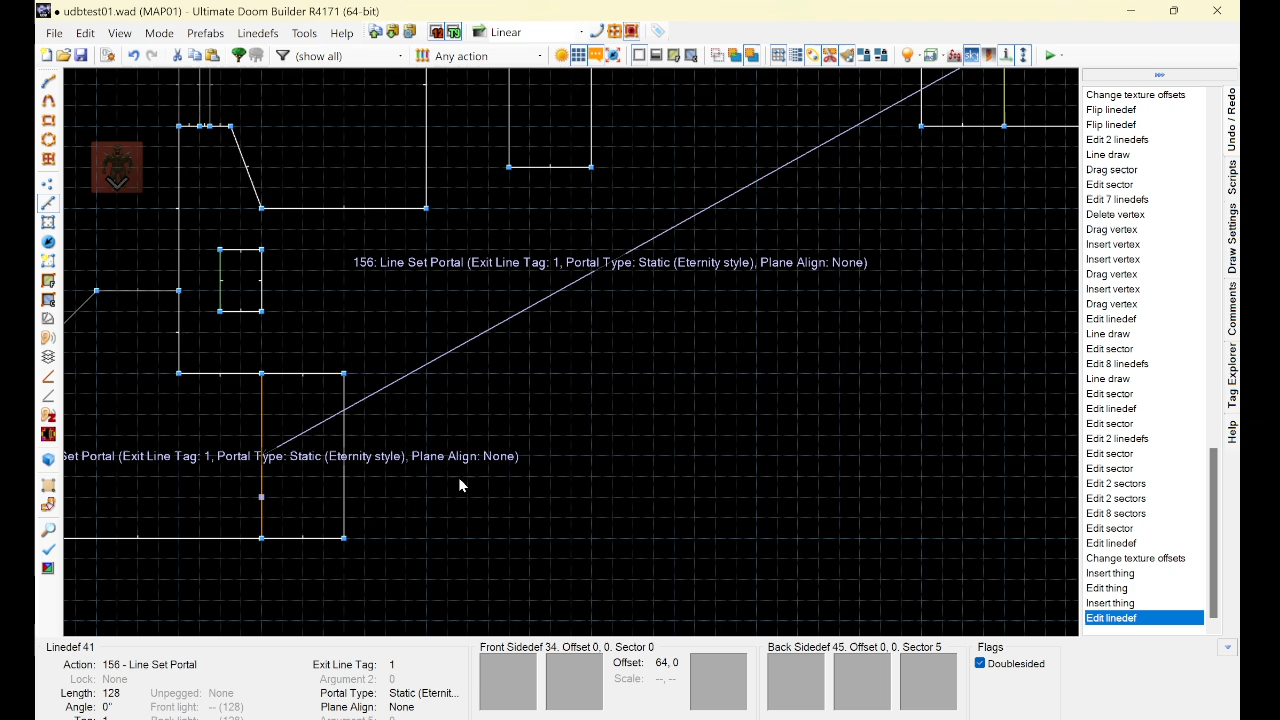 udbtest01.wad (MAP01) - Ultimate Doom Builder R4171 (64-bit)
File Edit View Mode Prefabs Linedefs Tools Help
Linear
(show all)
Any action
Change texture offsets
Flip linedef
Flip linedef
Edit 2 linedefs
Line draw
Drag sector
Edit sector
Edit 7 linedefs
Delete vertex
Drag vertex
Insert vertex
Insert vertex
Drag vertex
Insert vertex
Drag vertex
Edit linedef
Line draw
Edit sector
Edit 8 linedefs
Line draw
Edit sector
Edit linedef
Edit sector
Edit 2 linedefs
Edit sector
Edit sector
Edit 2 sectors
Edit 2 sectors
Edit 8 sectors
Edit sector
Edit linedef
Change texture offsets
Insert thing
Edit thing
Insert thing
Edit linedef
Undo / Redo
Scripts
Draw Settings
Comments
Tag Explorer
Help
156: Line Set Portal (Exit Line Tag: 1, Portal Type: Static (Eternity style), Plane Align: None)
Set Portal (Exit Line Tag: 1, Portal Type: Static (Eternity style), Plane Align: None)
Linedef 41
Action: 156 - Line Set Portal
Lock: None
Length: 128 Unpegged: None
Angle: 0° Front light: -- (128)
Exit Line Tag: 1
Argument 2: 0
Portal Type: Static (Eternit...
Plane Align: None
Front Sidedef 34. Offset 0, 0. Sector 0
Offset: 64, 0
Scale: --, --
Back Sidedef 45. Offset 0, 0. Sector 5
Flags
Doublesided